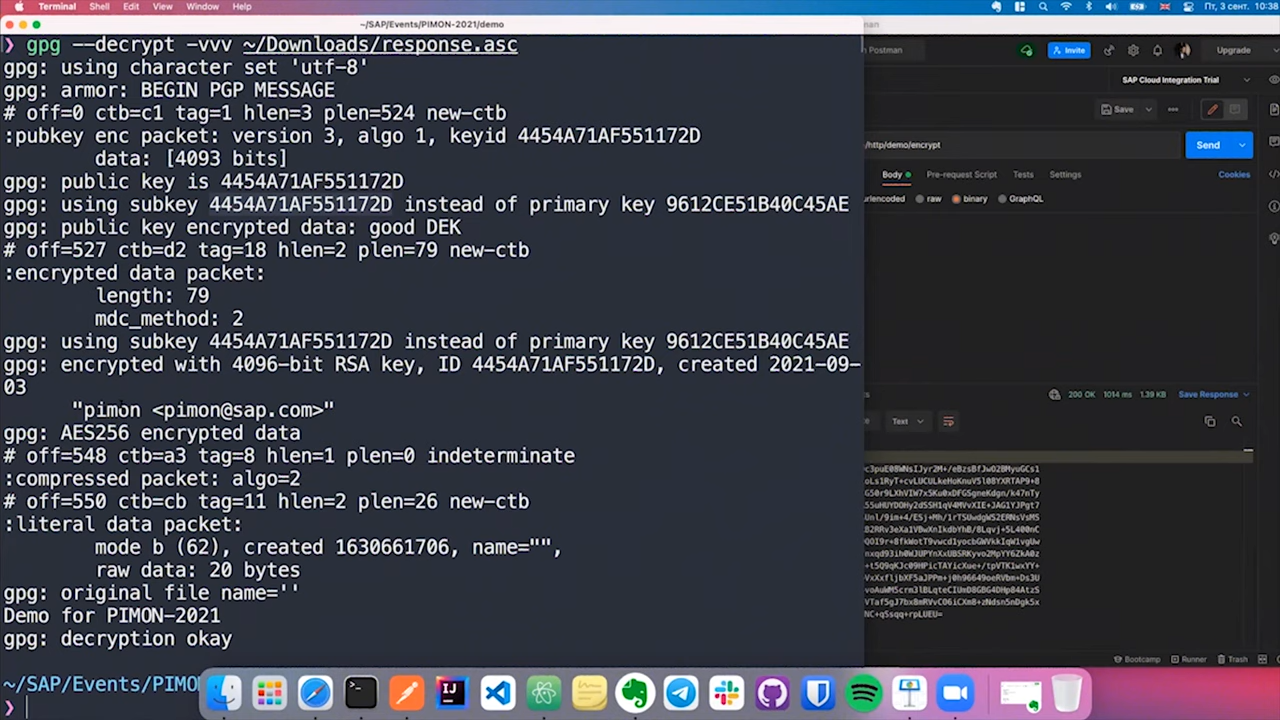 Terminal Shell Edit View Window Help
Пт, 3 сент. 10:38
~/SAP/Events/PIMON-2021/demo
❯ gpg --decrypt -vvv ~/Downloads/response.asc
gpg: using character set 'utf-8'
gpg: armor: BEGIN PGP MESSAGE
# off=0 ctb=c1 tag=1 hlen=3 plen=524 new-ctb
:pubkey enc packet: version 3, algo 1, keyid 4454A71AF551172D
data: [4093 bits]
gpg: public key is 4454A71AF551172D
gpg: using subkey 4454A71AF551172D instead of primary key 9612CE51B40C45AE
gpg: public key encrypted data: good DEK
# off=527 ctb=d2 tag=18 hlen=2 plen=79 new-ctb
:encrypted data packet:
length: 79
mdc_method: 2
gpg: using subkey 4454A71AF551172D instead of primary key 9612CE51B40C45AE
gpg: encrypted with 4096-bit RSA key, ID 4454A71AF551172D, created 2021-09-
03
"pimon <pimon@sap.com>"
gpg: AES256 encrypted data
# off=548 ctb=a3 tag=8 hlen=1 plen=0 indeterminate
:compressed packet: algo=2
# off=550 ctb=cb tag=11 hlen=2 plen=26 new-ctb
:literal data packet:
mode b (62), created 1630661706, name="",
raw data: 20 bytes
gpg: original file name=''
Demo for PIMON-2021
gpg: decryption okay
~/SAP/Events/PIMON
❯
Postman
Invite
Upgrade
SAP Cloud Integration Trial
Save
/http/demo/encrypt
Send
Body Pre-request Script Tests Settings
Cookies
urlencoded raw binary GraphQL
200 OK 1014 ms 1.39 KB Save Response
Text
Bootcamp Runner Trash